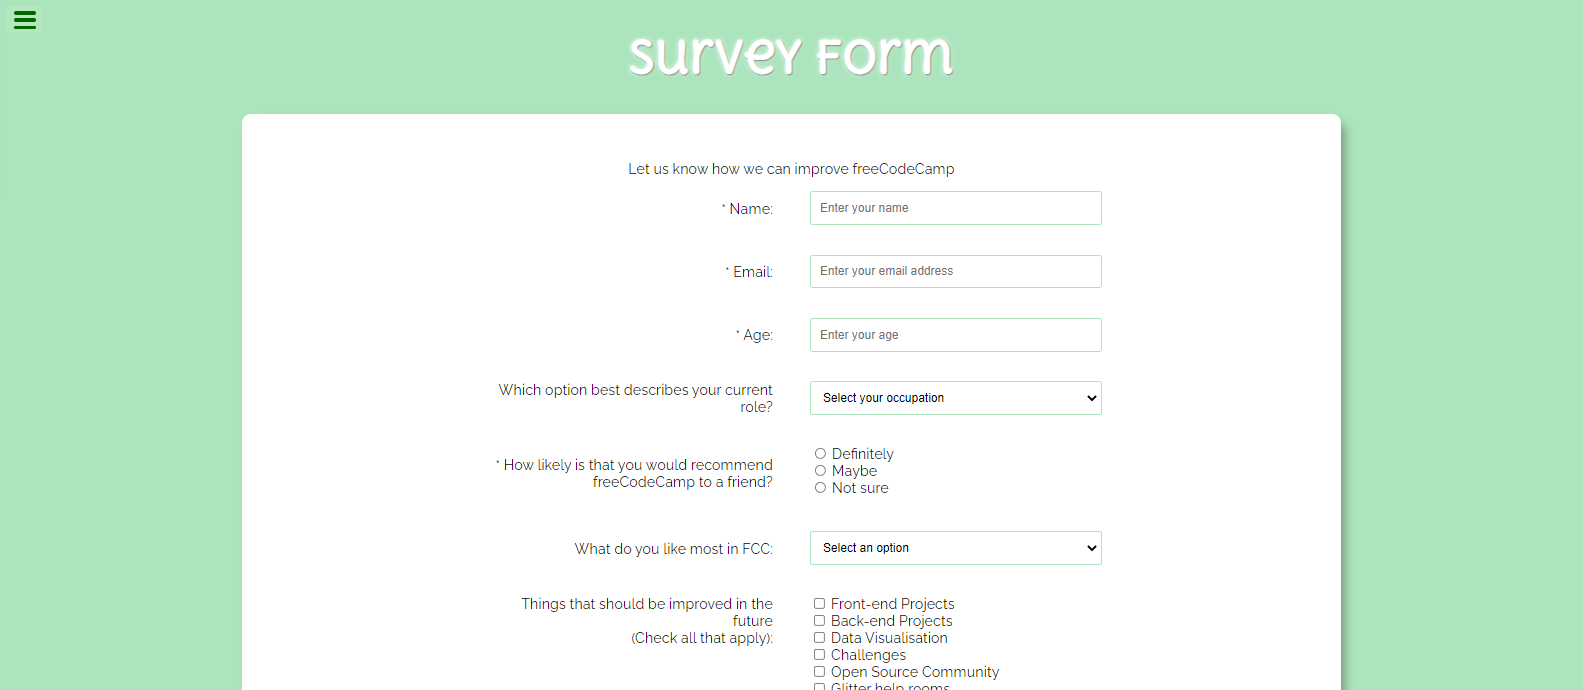 Survey Form
Let us know how we can improve freeCodeCamp
* Name:
Enter your name
* Email:
Enter your email address
* Age:
Enter your age
Which option best describes your current
role?
Select your occupation
* How likely is that you would recommend
freeCodeCamp to a friend?
Definitely
Maybe
Not sure
What do you like most in FCC:
Select an option
Things that should be improved in the
future
(Check all that apply):
Front-end Projects
Back-end Projects
Data Visualisation
Challenges
Open Source Community
Glitter help rooms